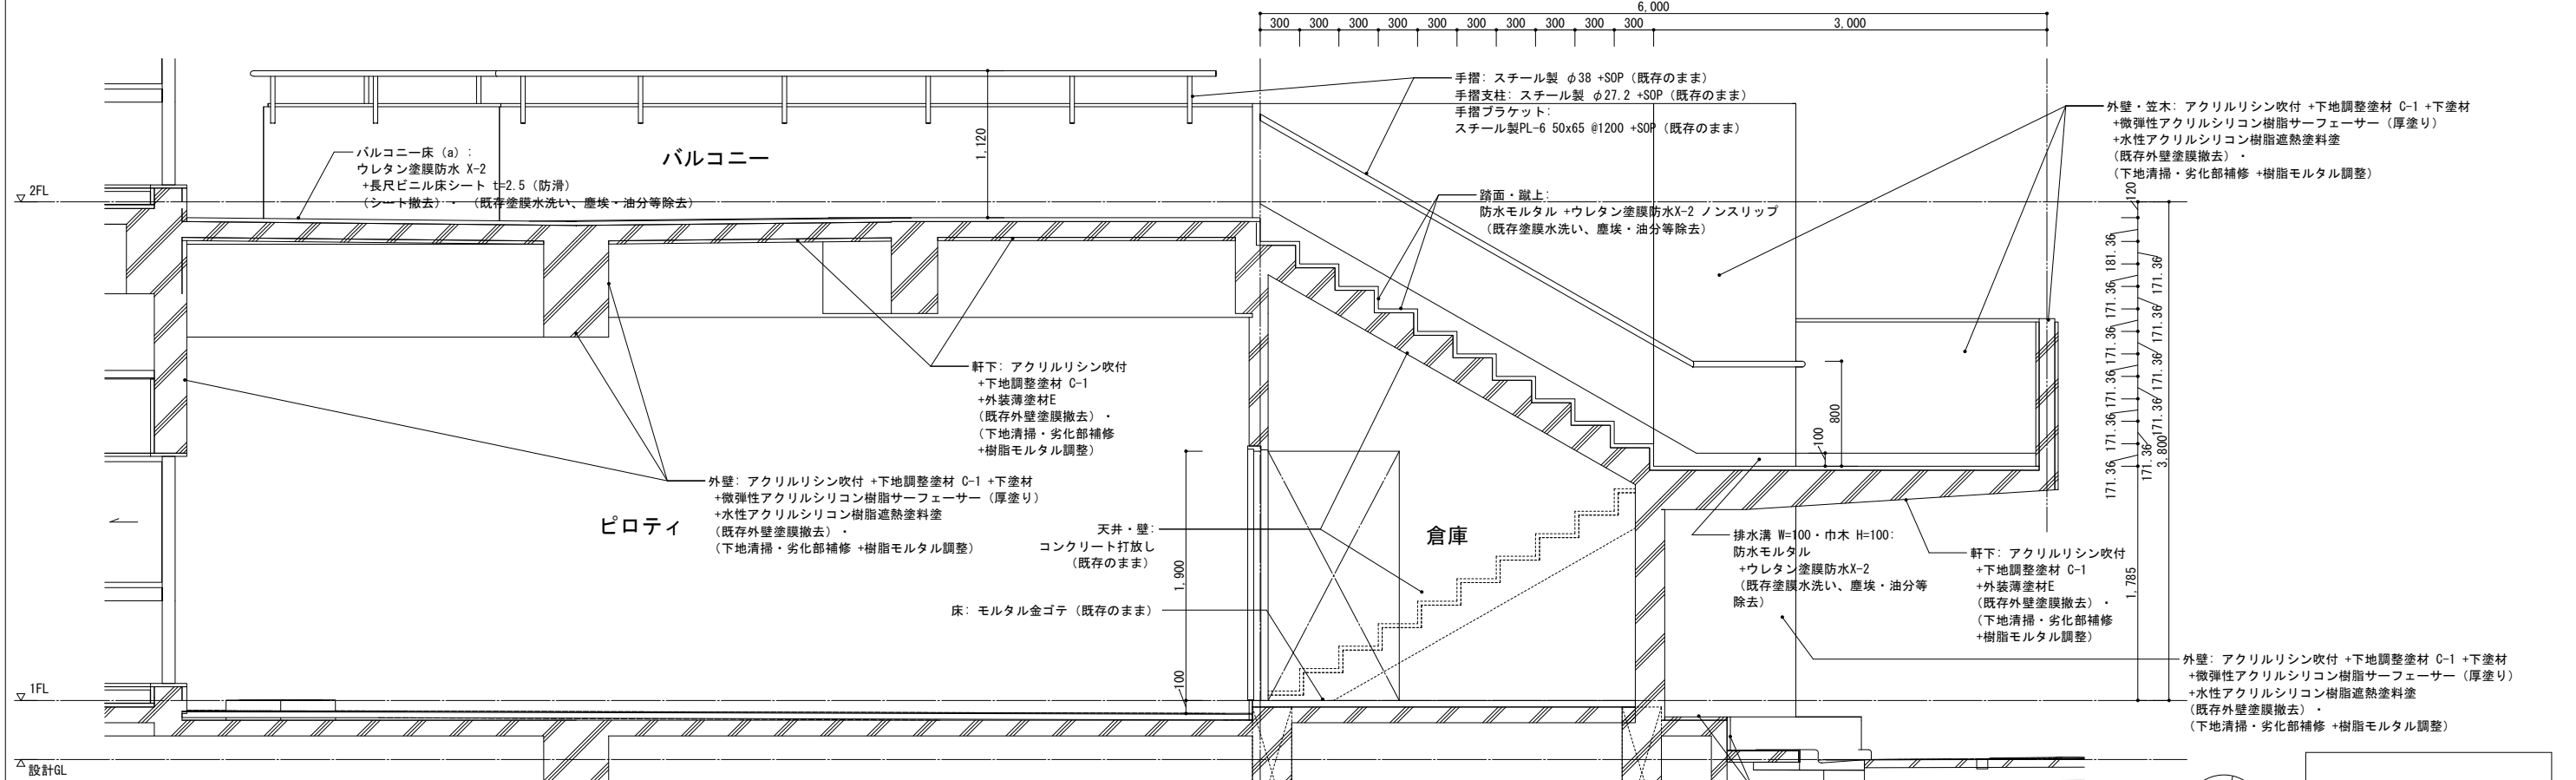 6,000
300 300 300 300 300 300 300 300 300 300 3,000
手摺: スチール製 φ38 +SOP (既存のまま)
手摺支柱: スチール製 φ27.2 +SOP (既存のまま)
手摺ブラケット:
スチール製PL-6 50x65 @1200 +SOP (既存のまま)
外壁・笠木: アクリルリシン吹付 +下地調整塗材 C-1 +下塗材
+微弾性アクリルシリコン樹脂サーフェーサー (厚塗り)
+水性アクリルシリコン樹脂遮熱塗料塗
(既存外壁塗膜撤去)・
(下地清掃・劣化部補修 +樹脂モルタル調整)
1,120
バルコニー
バルコニー床 (a):
ウレタン塗膜防水 X-2
+長尺ビニル床シート t=2.5 (防滑)
(シート撤去)・ (既存塗膜水洗い、塵埃・油分等除去)
2FL
踏面・蹴上:
防水モルタル +ウレタン塗膜防水X-2 ノンスリップ
(既存塗膜水洗い、塵埃・油分等除去)
120
181.36
171.36
171.36
171.36
171.36
171.36
171.36
171.36
171.36
171.36
171.36
171.36
171.36
3,800
1,785
軒下: アクリルリシン吹付
+下地調整塗材 C-1
+外装薄塗材E
(既存外壁塗膜撤去)・
(下地清掃・劣化部補修
+樹脂モルタル調整)
800
100
外壁: アクリルリシン吹付 +下地調整塗材 C-1 +下塗材
+微弾性アクリルシリコン樹脂サーフェーサー (厚塗り)
+水性アクリルシリコン樹脂遮熱塗料塗
(既存外壁塗膜撤去)・
(下地清掃・劣化部補修 +樹脂モルタル調整)
ピロティ
天井・壁:
コンクリート打放し
(既存のまま)
倉庫
1,900
100
床: モルタル金ゴテ (既存のまま)
排水溝 W=100・巾木 H=100:
防水モルタル
+ウレタン塗膜防水X-2
(既存塗膜水洗い、塵埃・油分等
除去)
軒下: アクリルリシン吹付
+下地調整塗材 C-1
+外装薄塗材E
(既存外壁塗膜撤去)・
(下地清掃・劣化部補修
+樹脂モルタル調整)
外壁: アクリルリシン吹付 +下地調整塗材 C-1 +下塗材
+微弾性アクリルシリコン樹脂サーフェーサー (厚塗り)
+水性アクリルシリコン樹脂遮熱塗料塗
(既存外壁塗膜撤去)・
(下地清掃・劣化部補修 +樹脂モルタル調整)
1FL
設計GL